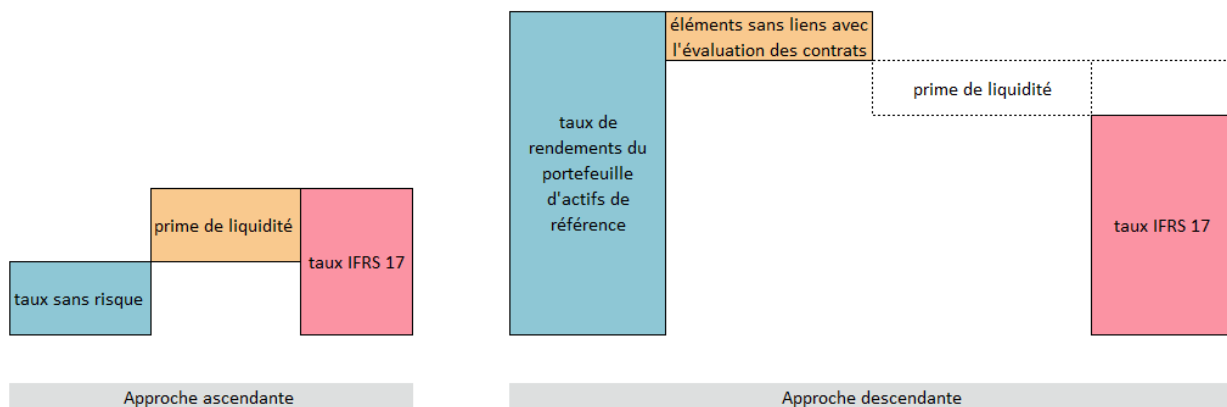 taux sans risque
prime de liquidité
taux IFRS 17
Approche ascendante
taux de
rendements du
portefeuille
d'actifs de
référence
éléments sans liens avec
l'évaluation des contrats
prime de liquidité
taux IFRS 17
Approche descendante